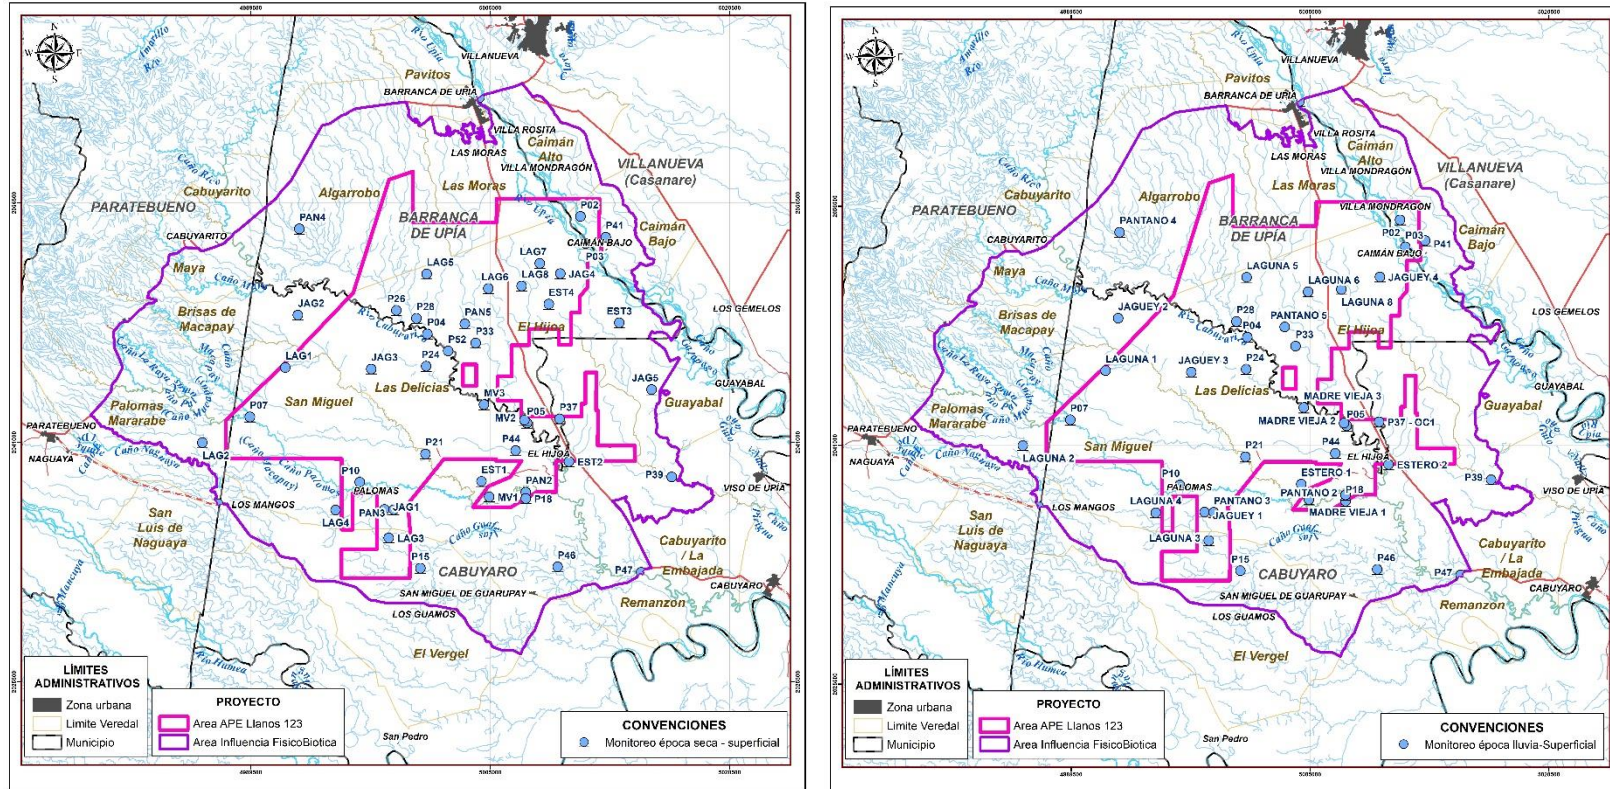 VILLANUEVA
Pavitos
BARRANCA DE UPÍA
VILLA ROSITA
Caimán
Alto
LAS MORAS
VILLA MONDRAGÓN
VILLANUEVA
(Casanare)
Caño Rico
Cabuyarito
Algarrobo
Las Moras
PARATEBUENO
Rio Upia
PAN4
BARRANCA
DE UPÍA
P02
P41
CABUYARITO
CAIMÁN BAJO
Caimán
Bajo
P03
Maya
LAG5
LAG7
LAG6
LAG8
JAG4
JAG2
P26
P28
PAN5
EST4
EST3
LOS GEMELOS
Brisas de
Macapay
P04
P33
El Hijoa
P52
LAG1
JAG3
P24
Las Delicias
GUAYABAL
JAG5
San Miguel
MV3
Guayabal
Palomas
Mararabe
P07
MV2
P05
P37
PARATEBUENO
NAGUAYA
LAG2
P21
P44
EL HIJOA
EST2
P10
EST1
P39
VISO DE UPÍA
PALOMAS
PAN2
LOS MANGOS
LAG4
PAN3
JAG1
MV1
P18
San
Luis de
Naguaya
LAG3
Cabuyarito
/ La
Embajada
P15
CABUYARO
P46
P47
CABUYARO
SAN MIGUEL DE GUARUPAY
Remanzón
LOS GUAMOS
El Vergel
Rio Humea
San Pedro
LÍMITES
ADMINISTRATIVOS
Zona urbana
Limite Veredal
Municipio
PROYECTO
Area APE Llanos 123
Area Influencia FisicoBiotica
CONVENCIONES
Monitoreo época seca - superficial
VILLANUEVA
Pavitos
BARRANCA DE UPÍA
VILLA ROSITA
Caimán
Alto
LAS MORAS
VILLA MONDRAGÓN
VILLANUEVA
(Casanare)
Caño Rico
Cabuyarito
Algarrobo
Las Moras
PARATEBUENO
VILLA MONDRAGON
PANTANO 4
BARRANCA
DE UPÍA
P02
P03
P41
CABUYARITO
CAIMÁN BAJO
Caimán
Bajo
Maya
LAGUNA 5
LAGUNA 6
JAGUEY 4
LAGUNA 8
JAGUEY 2
P28
PANTANO 5
LOS GEMELOS
Brisas de
Macapay
P04
P33
El Hijoa
LAGUNA 1
JAGUEY 3
P24
Las Delicias
GUAYABAL
MADRE VIEJA 3
Guayabal
Palomas
Mararabe
P07
MADRE VIEJA 2
P05
P37 - OC1
PARATEBUENO
NAGUAYA
San Miguel
LAGUNA 2
P21
P44
EL HIJOA
ESTERO 2
P10
ESTERO 1
P39
VISO DE UPÍA
PALOMAS
PANTANO 2
P18
LOS MANGOS
LAGUNA 4
PANTANO 3
JAGUEY 1
MADRE VIEJA 1
San
Luis de
Naguaya
LAGUNA 3
Cabuyarito
/ La
Embajada
P15
CABUYARO
P46
P47
CABUYARO
SAN MIGUEL DE GUARUPAY
Remanzón
LOS GUAMOS
El Vergel
Rio Humea
San Pedro
LÍMITES
ADMINISTRATIVOS
Zona urbana
Limite Veredal
Municipio
PROYECTO
Area APE Llanos 123
Area Influencia FisicoBiotica
CONVENCIONES
Monitoreo época lluvia-Superficial